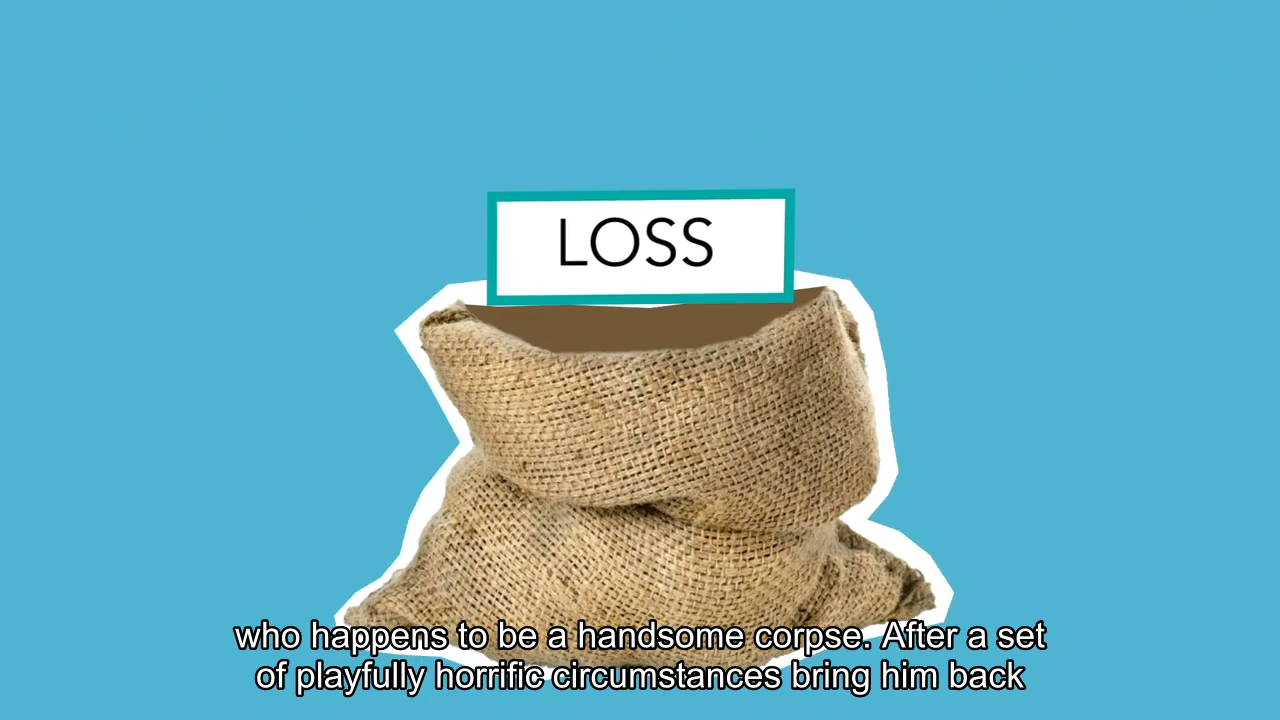 LOSS
who happens to be a handsome corpse. After a set
of playfully horrific circumstances bring him back